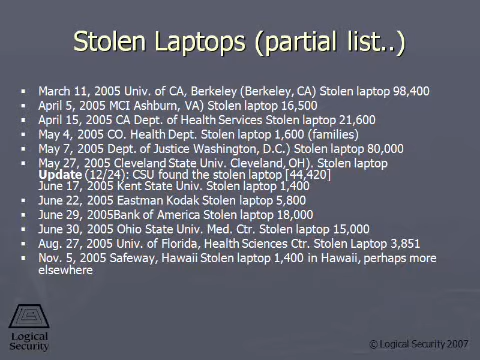 Stolen Laptops (partial list..)
March 11, 2005 Univ. of CA, Berkeley (Berkeley, CA) Stolen laptop 98,400
April 5, 2005 MCI Ashburn, VA) Stolen laptop 16,500
April 15, 2005 CA Dept. of Health Services Stolen laptop 21,600
May 4, 2005 CO. Health Dept. Stolen laptop 1,600 (families)
May 7, 2005 Dept. of Justice Washington, D.C.) Stolen laptop 80,000
May 27, 2005 Cleveland State Univ. Cleveland, OH). Stolen laptop
Update (12/24): CSU found the stolen laptop [44,420]
June 17, 2005 Kent State Univ. Stolen laptop 1,400
June 22, 2005 Eastman Kodak Stolen laptop 5,800
June 29, 2005Bank of America Stolen laptop 18,000
June 30, 2005 Ohio State Univ. Med. Ctr. Stolen laptop 15,000
Aug. 27, 2005 Univ. of Florida, Health Sciences Ctr. Stolen Laptop 3,851
Nov. 5, 2005 Safeway, Hawaii Stolen laptop 1,400 in Hawaii, perhaps more
elsewhere
Logical
Security
© Logical Security 2007